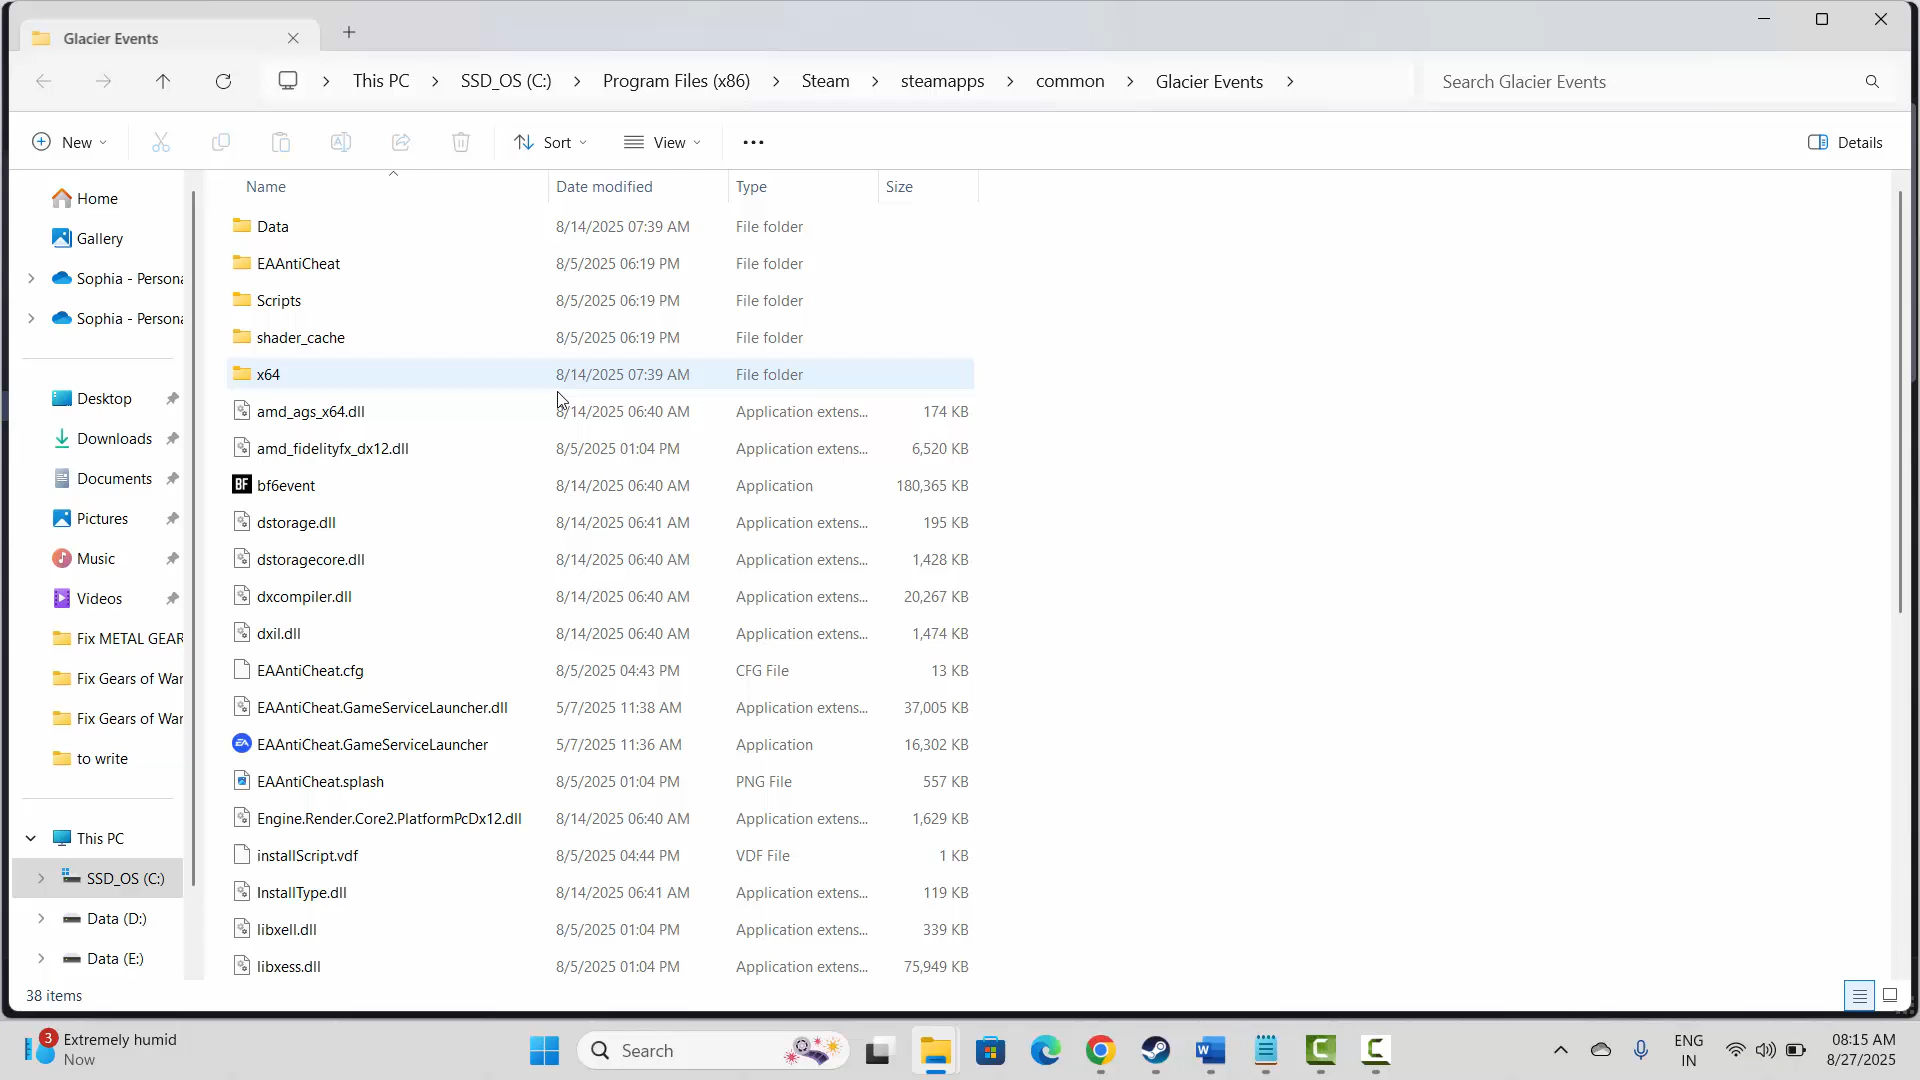 Glacier Events
This PC
SSD_OS (C:)
Program Files (x86)
Steam
steamapps
common
Glacier Events
Search Glacier Events
New
Sort
View
Details
Home
Gallery
Sophia - Persona
Sophia - Persona
Desktop
Downloads
Documents
Pictures
Music
Videos
Fix METAL GEAR
Fix Gears of War
Fix Gears of War
to write
This PC
SSD_OS (C:)
Data (D:)
Data (E:)
Name Date modified Type Size
Data 8/14/2025 07:39 AM File folder
EAAntiCheat 8/5/2025 06:19 PM File folder
Scripts 8/5/2025 06:19 PM File folder
shader_cache 8/5/2025 06:19 PM File folder
x64 8/14/2025 07:39 AM File folder
amd_ags_x64.dll 8/14/2025 06:40 AM Application extens... 174 KB
amd_fidelityfx_dx12.dll 8/5/2025 01:04 PM Application extens... 6,520 KB
BF bf6event 8/14/2025 06:40 AM Application 180,365 KB
dstorage.dll 8/14/2025 06:41 AM Application extens... 195 KB
dstoragecore.dll 8/14/2025 06:40 AM Application extens... 1,428 KB
dxcompiler.dll 8/14/2025 06:40 AM Application extens... 20,267 KB
dxil.dll 8/14/2025 06:40 AM Application extens... 1,474 KB
EAAntiCheat.cfg 8/5/2025 04:43 PM CFG File 13 KB
EAAntiCheat.GameServiceLauncher.dll 5/7/2025 11:38 AM Application extens... 37,005 KB
EA EAAntiCheat.GameServiceLauncher 5/7/2025 11:36 AM Application 16,302 KB
EAAntiCheat.splash 8/5/2025 01:04 PM PNG File 557 KB
Engine.Render.Core2.PlatformPcDx12.dll 8/14/2025 06:40 AM Application extens... 1,629 KB
installScript.vdf 8/5/2025 04:44 PM VDF File 1 KB
InstallType.dll 8/14/2025 06:41 AM Application extens... 119 KB
libxell.dll 8/5/2025 01:04 PM Application extens... 339 KB
libxess.dll 8/5/2025 01:04 PM Application extens... 75,949 KB
38 items
3
Extremely humid
Now
Search
W
C
C
ENG
IN
08:15 AM
8/27/2025